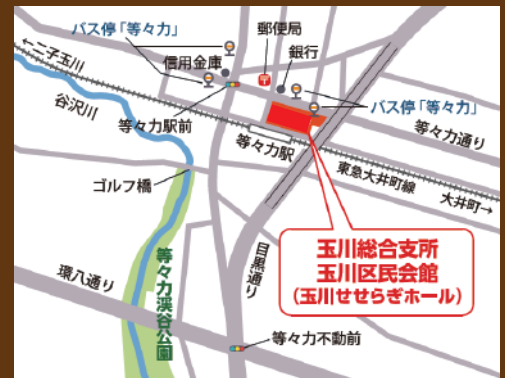 バス停「等々力」
郵便局
←二子玉川
信用金庫
銀行
谷沢川
バス停「等々力」
等々力駅前
等々力通り
等々力駅
東急大井町線
大井町→
ゴルフ橋
玉川総合支所
玉川区民会館
(玉川せせらぎホール)
目黒通り
等々力渓谷公園
環八通り
等々力不動前